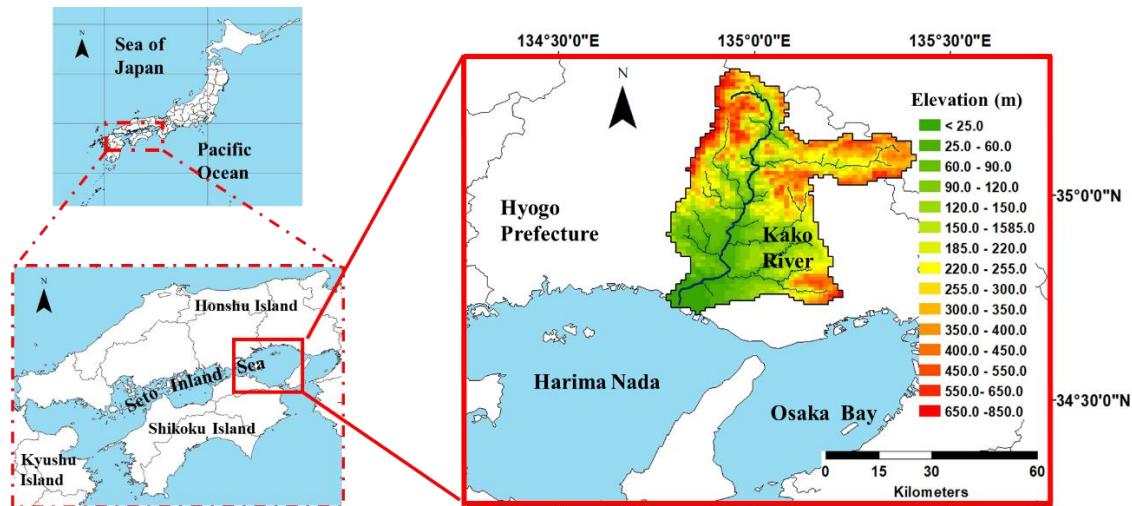 N
Sea of
Japan
Pacific
Ocean
N
Honshu Island
Seto Inland Sea
Shikoku Island
Kyushu
Island
134°30'0"E
135°0'0"E
135°30'0"E
N
Hyogo
Prefecture
Kako
River
Harima Nada
Osaka Bay
Elevation (m)
< 25.0
25.0 - 60.0
60.0 - 90.0
90.0 - 120.0
120.0 - 150.0
150.0 - 1585.0
185.0 - 220.0
220.0 - 255.0
255.0 - 300.0
300.0 - 350.0
350.0 - 400.0
400.0 - 450.0
450.0 - 550.0
550.0- 650.0
650.0 -850.0
35°0'0"N
34°30'0"N
0 15 30 60
Kilometers